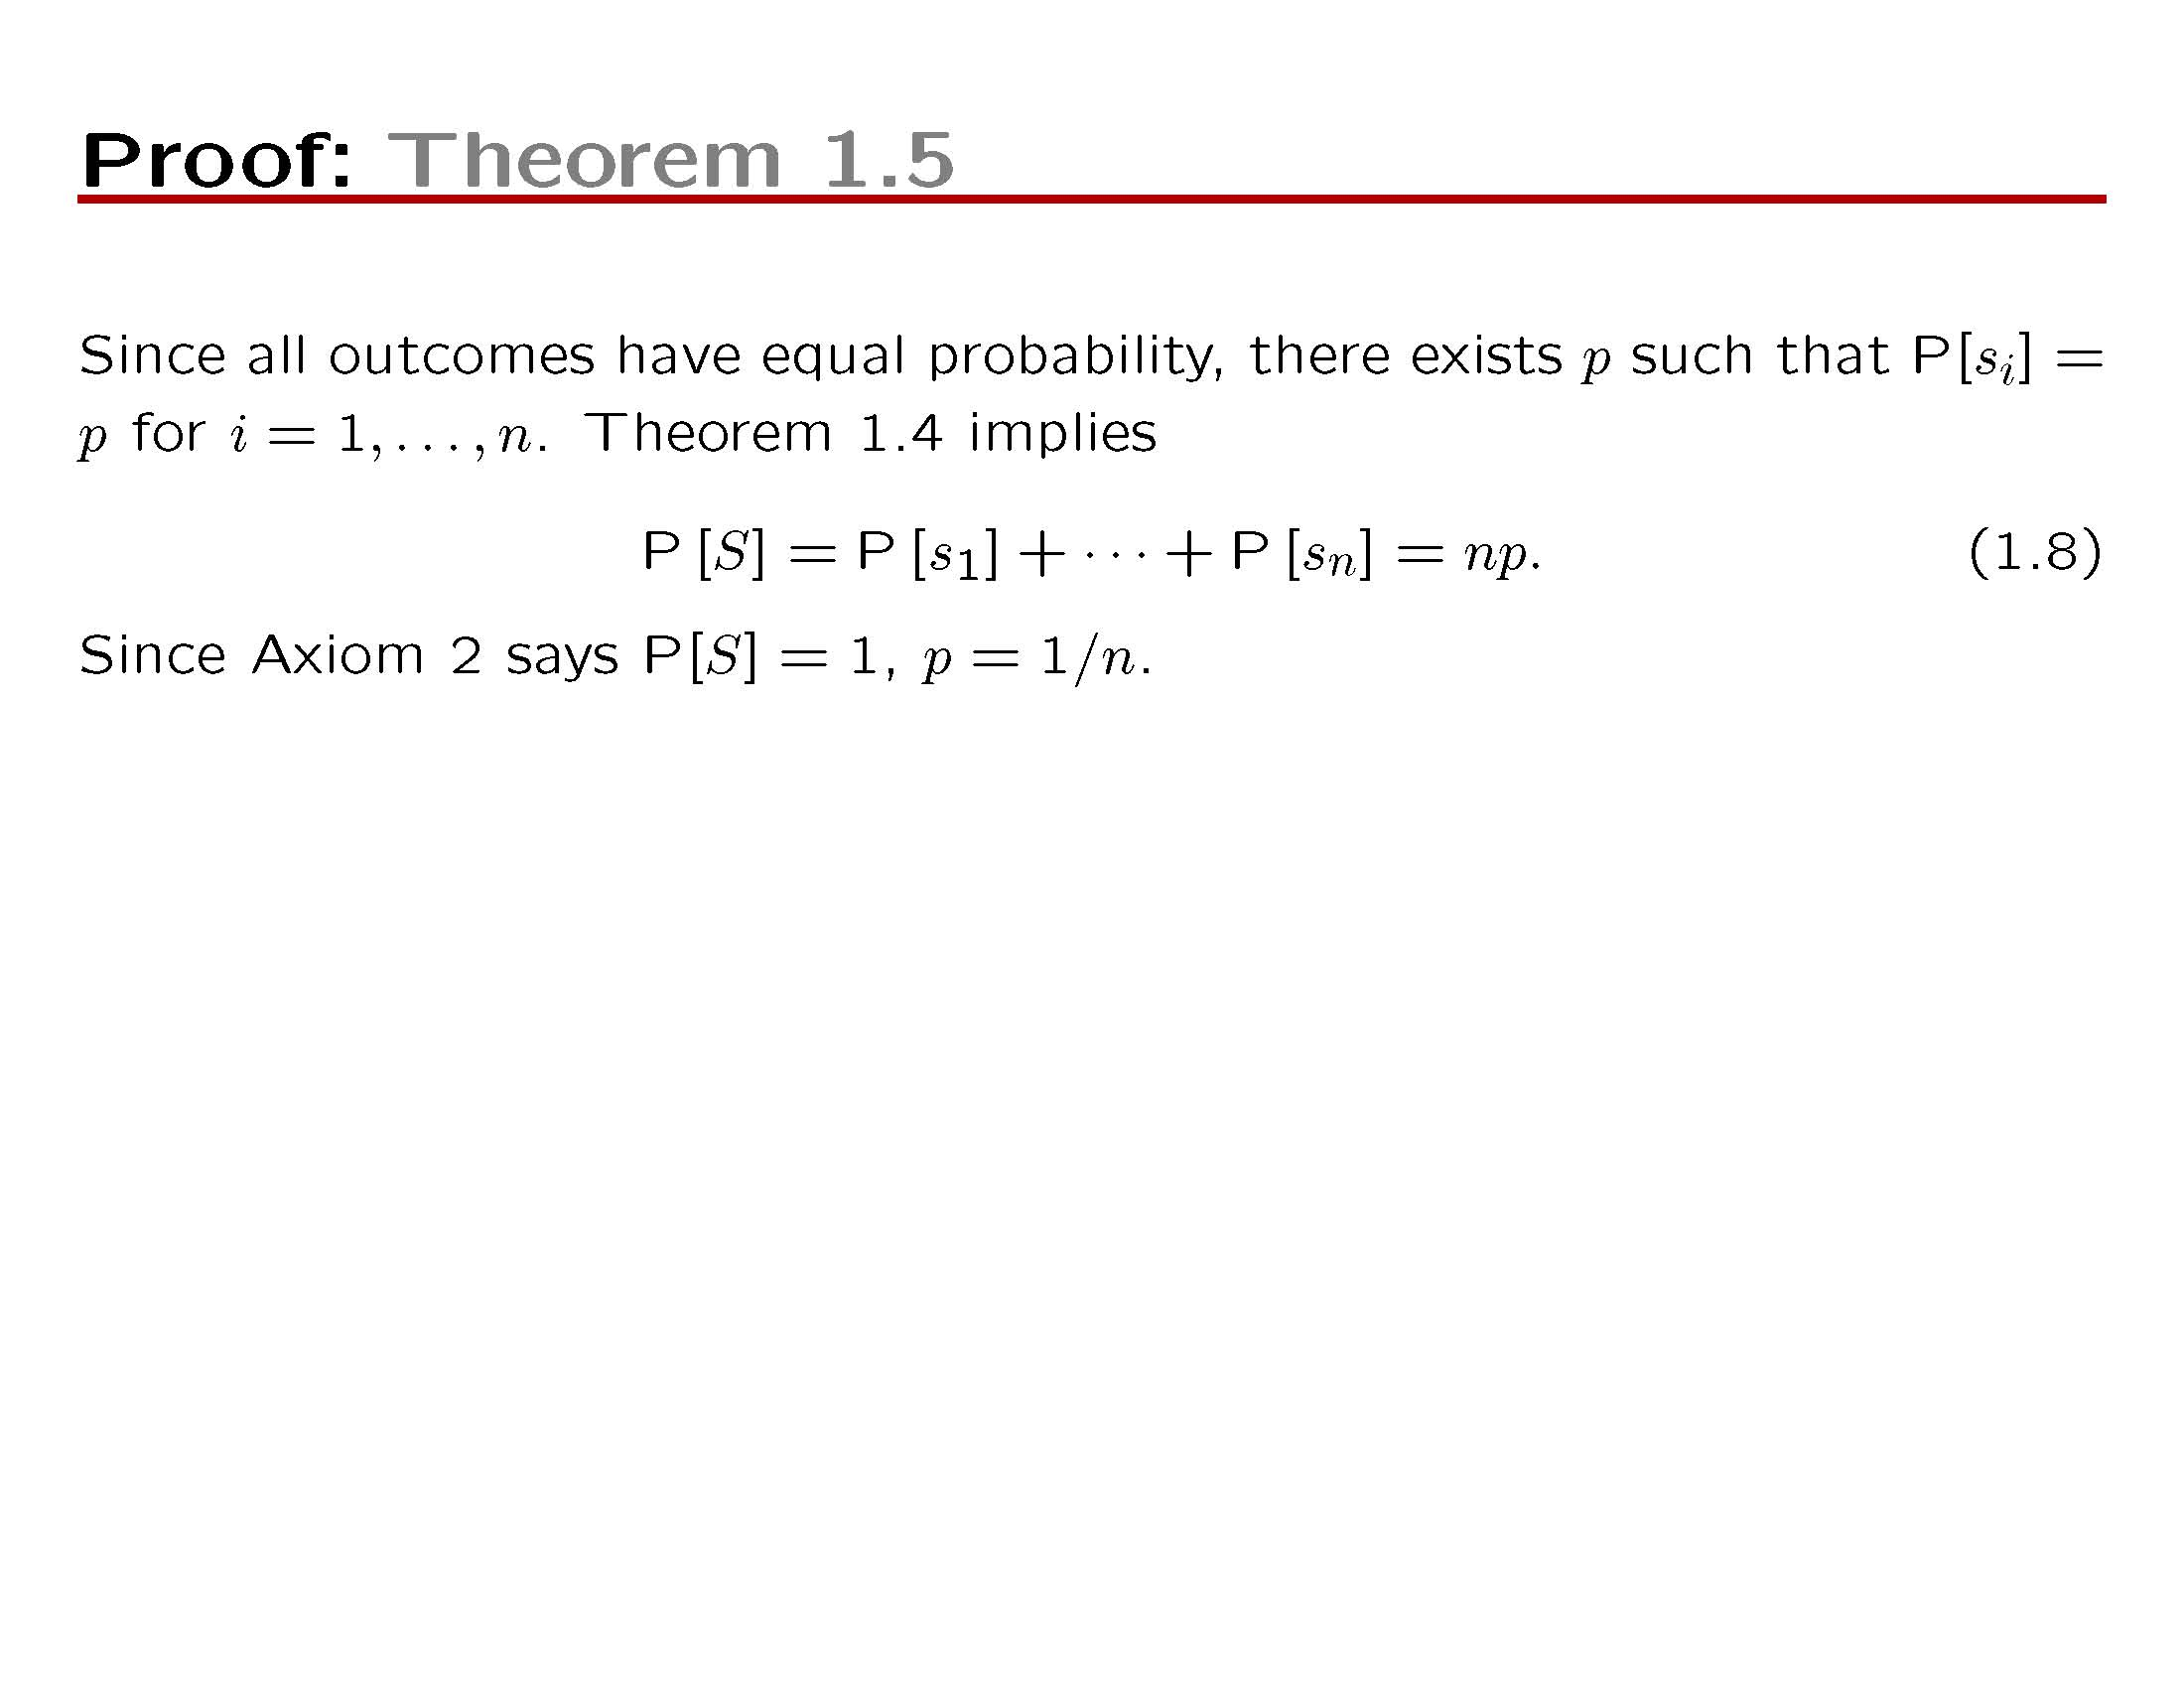 Proof: Theorem 1.5
Since all outcomes have equal probability, there exists p such that P[s_i] =
p for i = 1, . . . , n. Theorem 1.4 implies
P [S] = P [s_1] + · · · + P [s_n] = np. (1.8)
Since Axiom 2 says P[S] = 1, p = 1/n.